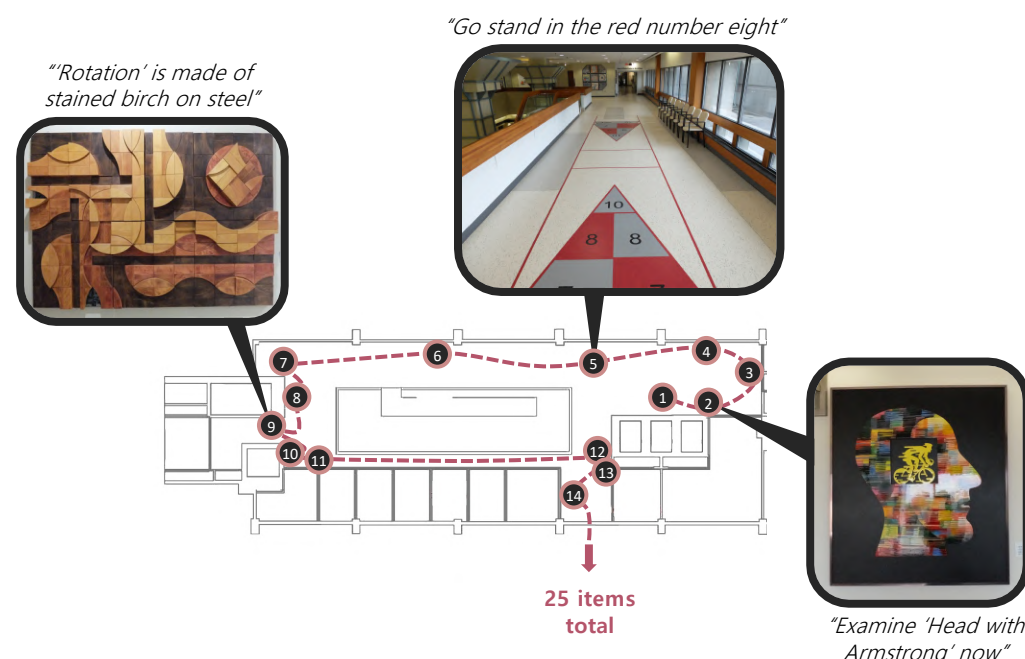 “Go stand in the red number eight”
“‘Rotation’ is made of
stained birch on steel”
10
8 8
7
6
5
4
3
7
8
1
2
9
10
11
12
13
14
25 items
total
“Examine ‘Head with
Armstrong’ now”